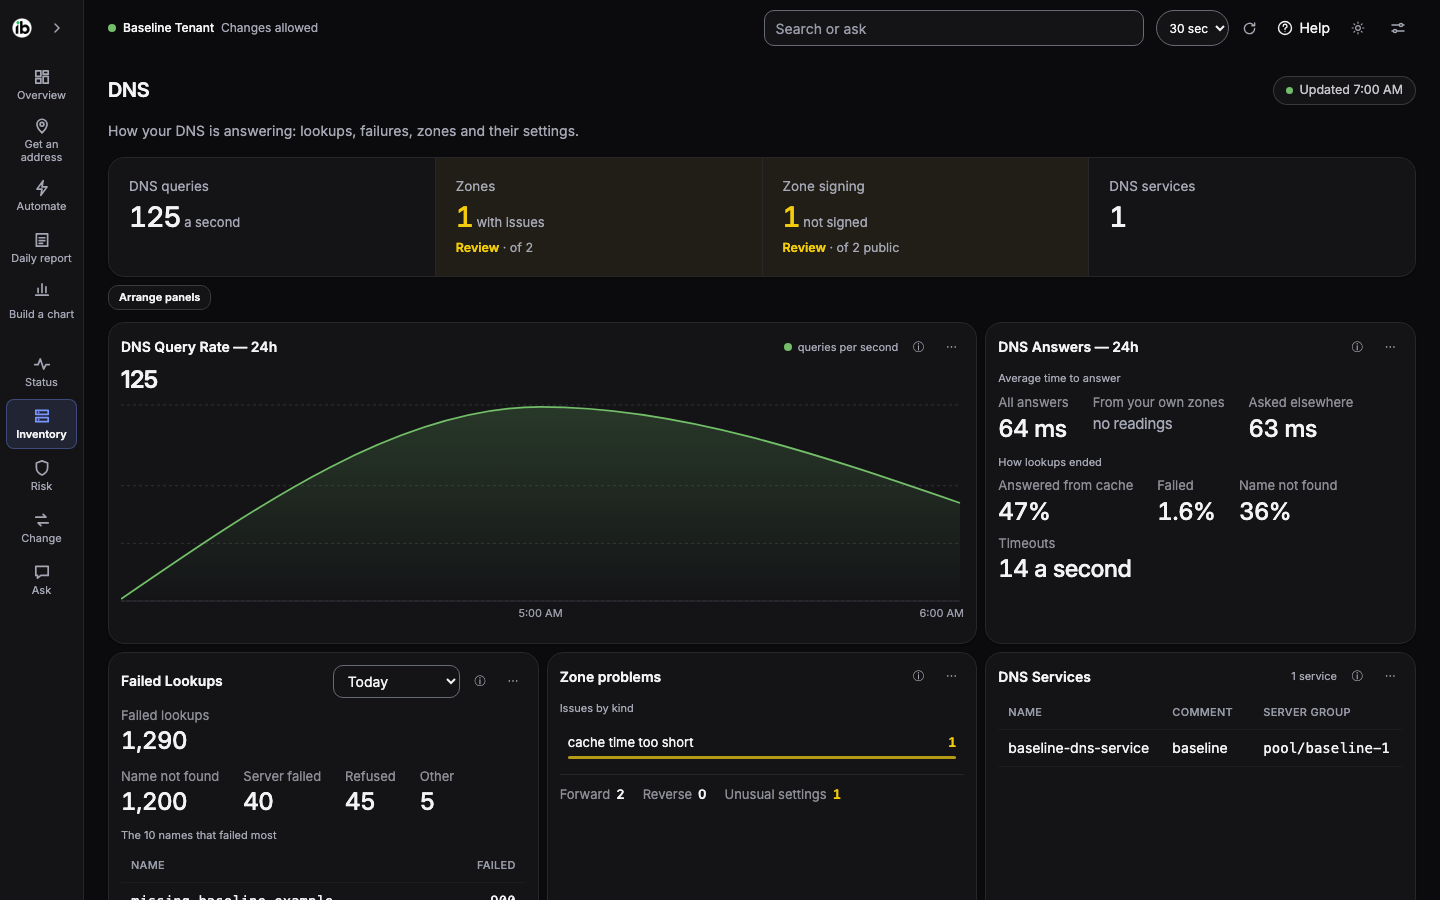 ib
Baseline Tenant Changes allowed
Search or ask
30 sec
Help
Overview
Get an
address
Automate
Daily report
Build a chart
Status
Inventory
Risk
Change
Ask
DNS
Updated 7:00 AM
How your DNS is answering: lookups, failures, zones and their settings.
DNS queries
125 a second
Zones
1 with issues
Review · of 2
Zone signing
1 not signed
Review · of 2 public
DNS services
1
Arrange panels
DNS Query Rate — 24h
queries per second
125
5:00 AM
6:00 AM
DNS Answers — 24h
Average time to answer
All answers
64 ms
From your own zones
no readings
Asked elsewhere
63 ms
How lookups ended
Answered from cache
47%
Failed
1.6%
Name not found
36%
Timeouts
14 a second
Failed Lookups
Today
Failed lookups
1,290
Name not found
1,200
Server failed
40
Refused
45
Other
5
The 10 names that failed most
NAME FAILED
missing.baseline.example 900
Zone problems
Issues by kind
cache time too short 1
Forward 2 Reverse 0 Unusual settings 1
DNS Services
1 service
NAME COMMENT SERVER GROUP
baseline-dns-service baseline pool/baseline-1